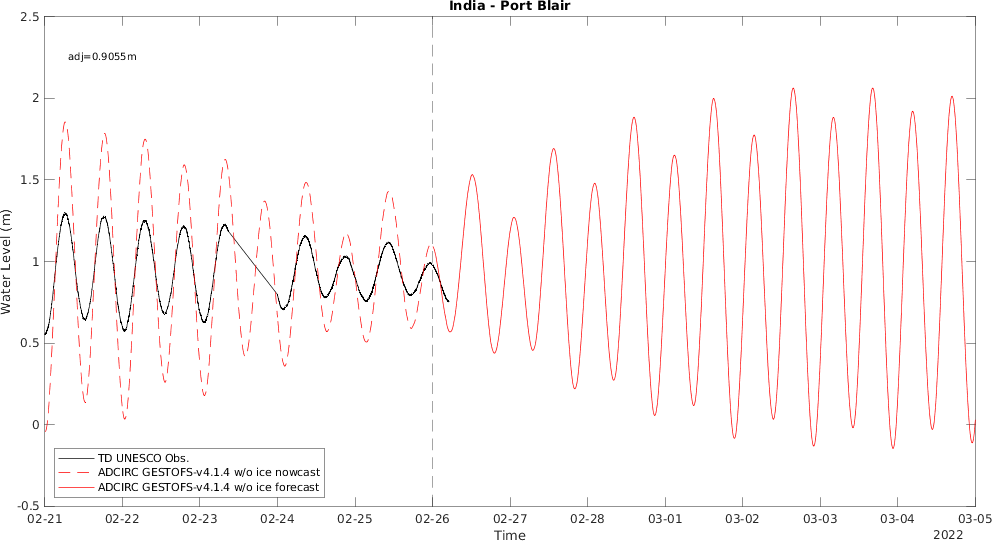 India - Port Blair
adj=0.9055m
Water Level (m)
2.5
2
1.5
1
0.5
0
-0.5
TD UNESCO Obs.
ADCIRC GESTOFS-v4.1.4 w/o ice nowcast
ADCIRC GESTOFS-v4.1.4 w/o ice forecast
02-21 02-22 02-23 02-24 02-25 02-26 02-27 02-28 03-01 03-02 03-03 03-04 03-05
Time
2022